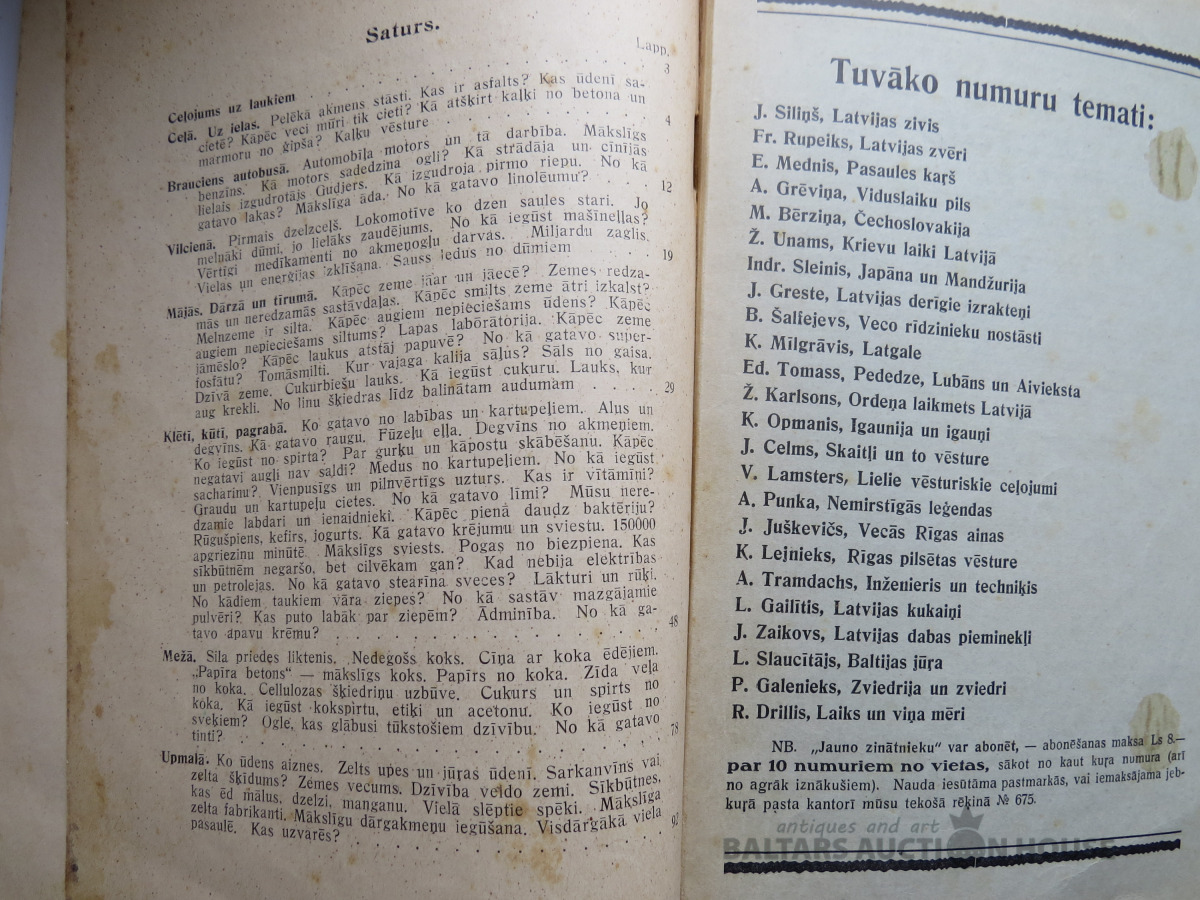 Saturs.
Lapp.
Ceļojums uz laukiem . . . . . . . . . . 3
Ceļā. Uz ielas. Pelēkā akmens stāsti. Kas ir asfalts? Kas ūdeni sa-
cietē? Kāpēc veci mūri tik cieti? Kā atšķirt kaļķi no betona un
marmoru no ģipša? Kaļķu vēsture . . . . . . 4
Brauciens autobusā. Automobiļa motors un tā darbība. Mākslīgs
benzins. Kā motors sadedzina ogli? Kā strādāja un cīnījās
lielais izgudrotājs Gudjers. Kā izgudroja pirmo riepu. No kā
gatavo lakas? Mākslīga āda. No kā gatavo linolēumu? . . 12
Vilcienā. Pirmais dzelzceļš. Lokomotīve ko dzen saules stari. Jo
melnāki dūmi, jo lielāks zaudējums. No kā iegūst mašīneļļas?
Vērtīgi medikamenti no akmeņogļu darvas. Miljardu zaglis.
Vielas un enerģijas izklīšana. Sauss ledus no dūmiem . . 19
Mājās. Dārzā un tīrumā. Kāpēc zeme jāar un jāecē? Zemes redza-
mās un neredzamās sastāvdaļas. Kāpēc smilts zeme ātri izkalst?
Melnzeme ir silta. Kāpēc augiem nepieciešams ūdens? Kāpēc
augiem nepieciešams siltums? Lapas labōrātorija. Kāpēc zeme
jāmēslo? Kāpēc laukus atstāj papuvē? No kā gatavo super-
fosfātu? Tomāsmilti. Kur vajaga kalija sāļus? Sāls no gaisa.
Dzīvā zeme. Cukurbiešu lauks. Kā iegūst cukuru. Lauks, kur
aug krekli. No linu šķiedras līdz balinātam audumam . . . . 29
Klētī, kūtī, pagrabā. Ko gatavo no labības un kartupeļiem. Alus un
degvīns. Kā gatavo raugu. Fūzeļu eļļa. Degvīns no akmeņiem.
Ko iegūst no spirta? Par gurķu un kāpostu skābēšanu. Kāpēc
negatavi augļi nav saldi? Medus no kartupeļiem. No kā iegūst
sacharinu? Vienpusīgs un pilnvērtīgs uzturs. Kas ir vītāmīni?
Graudu un kartupeļu cietes. No kā gatavo līmi? Mūsu nere-
dzamie labdari un ienaidnieki. Kāpēc pienā daudz baktēriju?
Rūgušpiens, kefirs, jogurts. Kā gatavo krējumu un sviestu. 150000
apgriezinu minūtē Mākslīgs sviests. Pogas no biezpiena. Kas
sīkbūtnēm negaršo, bet cilvēkam gan? Kad nebija elektrības
un petrolejas. No kā gatavo stearīna sveces? Lākturi un rūķi.
No kādiem taukiem vāra ziepes? No kā sastāv mazgājamie
pulveri? Kas puto labāk par ziepēm? Ādminība. No kā ga-
tavo apavu krēmu? . . . . . . . . . . 48
Mežā. Sila priedes liktenis. Nedegošs koks. Cīņa ar koka ēdējiem.
„Papīra betons“ — mākslīgs koks. Papīrs no koka. Zīda veļa
no koka. Cellulozas šķiedriņu uzbūve. Cukurs un spirts no
koka. Kā iegūst kokspirtu, etiķi un acetonu. Ko iegūst no
sveķiem? Ogle, kas glābusi tūkstošiem dzīvību. No kā gatavo
tinti? . . . . . . . . . . . . 78
Upmalā. Ko ūdens aiznes. Zelts upes un jūras ūdenī. Sarkanvīns vai
zelta šķīdums? Zemes vecums. Dzīvība veldo zemi. Sīkbūtnes,
kas ēd mālus, dzelzi, manganu. Vielā slēptie spēki. Mākslīga
zelta fabrikanti. Mākslīgu dārgakmeņu iegūšana. Visdārgākā viela
pasaulē. Kas uzvarēs? . . . . . . . . . 92
Tuvāko numuru temati:
J. Siliņš, Latvijas zivis
Fr. Rupeiks, Latvijas zvēri
E. Mednis, Pasaules kaŗš
A. Grēviņa, Viduslaiku pils
M. Bērziņa, Čechoslovakija
Ž. Unams, Krievu laiki Latvijā
Indr. Sleinis, Japāna un Mandžurija
J. Greste, Latvijas derīgie izrakteņi
B. Šalfejevs, Veco rīdzinieku nostāsti
K. Milgrāvis, Latgale
Ed. Tomass, Pededze, Lubāns un Aivieksta
Ž. Karlsons, Ordeņa laikmets Latvijā
K. Opmanis, Igaunija un igauņi
J. Celms, Skaitļi un to vēsture
V. Lamsters, Lielie vēsturiskie ceļojumi
A. Punka, Nemirstīgās leģendas
J. Juškevičs, Vecās Rīgas ainas
K. Lejnieks, Rīgas pilsētas vēsture
A. Tramdachs, Inženieris un techniķis
L. Gailītis, Latvijas kukaiņi
J. Zaikovs, Latvijas dabas pieminekļi
L. Slaucītājs, Baltijas jūŗa
P. Galenieks, Zviedrija un zviedri
R. Drillis, Laiks un viņa mēri
NB. „Jauno zinātnieku“ var abonēt, — abonēšanas maksa Ls 8.—
par 10 numuriem no vietas, sākot no kaut kuŗa numura (arī
no agrāk iznākušiem). Nauda iesūtāma pastmarkās, vai iemaksājama jeb-
kuŗā pasta kantorī mūsu tekošā rēķinā № 675.
antiques and art
BALTARS AUCTION HOUSE